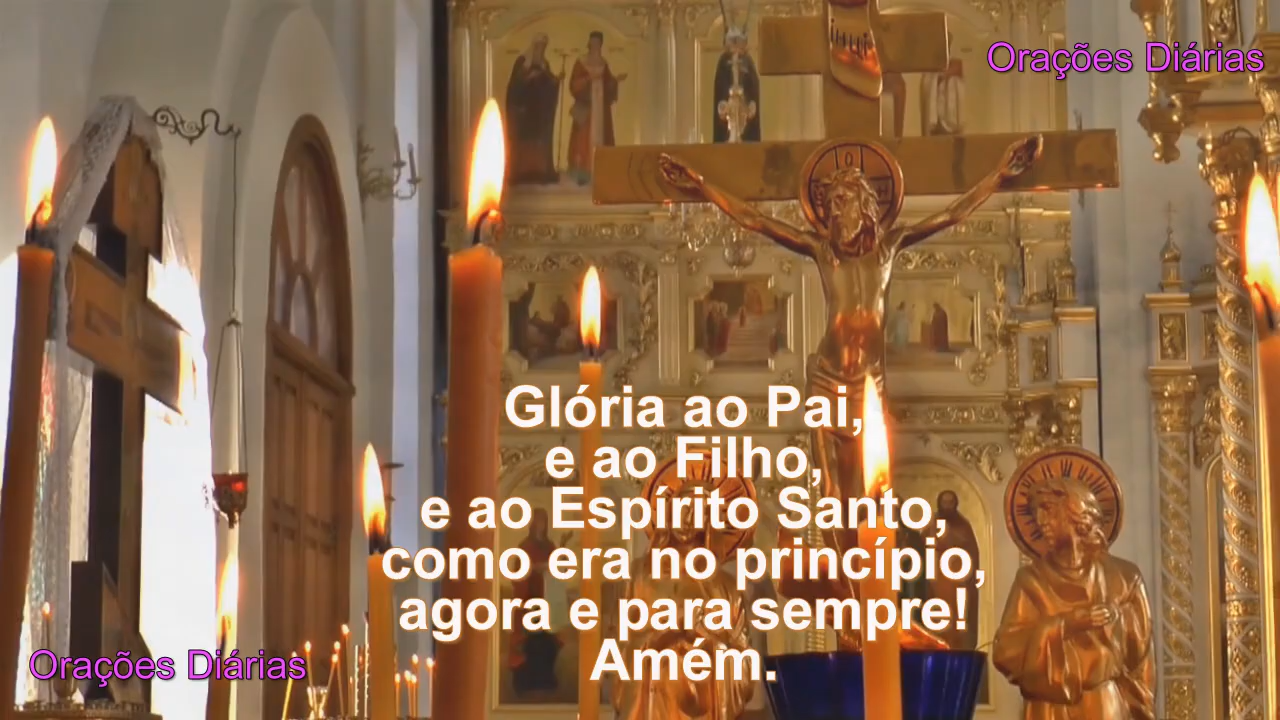 Orações Diárias
Glória ao Pai,
e ao Filho,
e ao Espírito Santo,
como era no princípio,
agora e para sempre!
Amém.
Orações Diárias